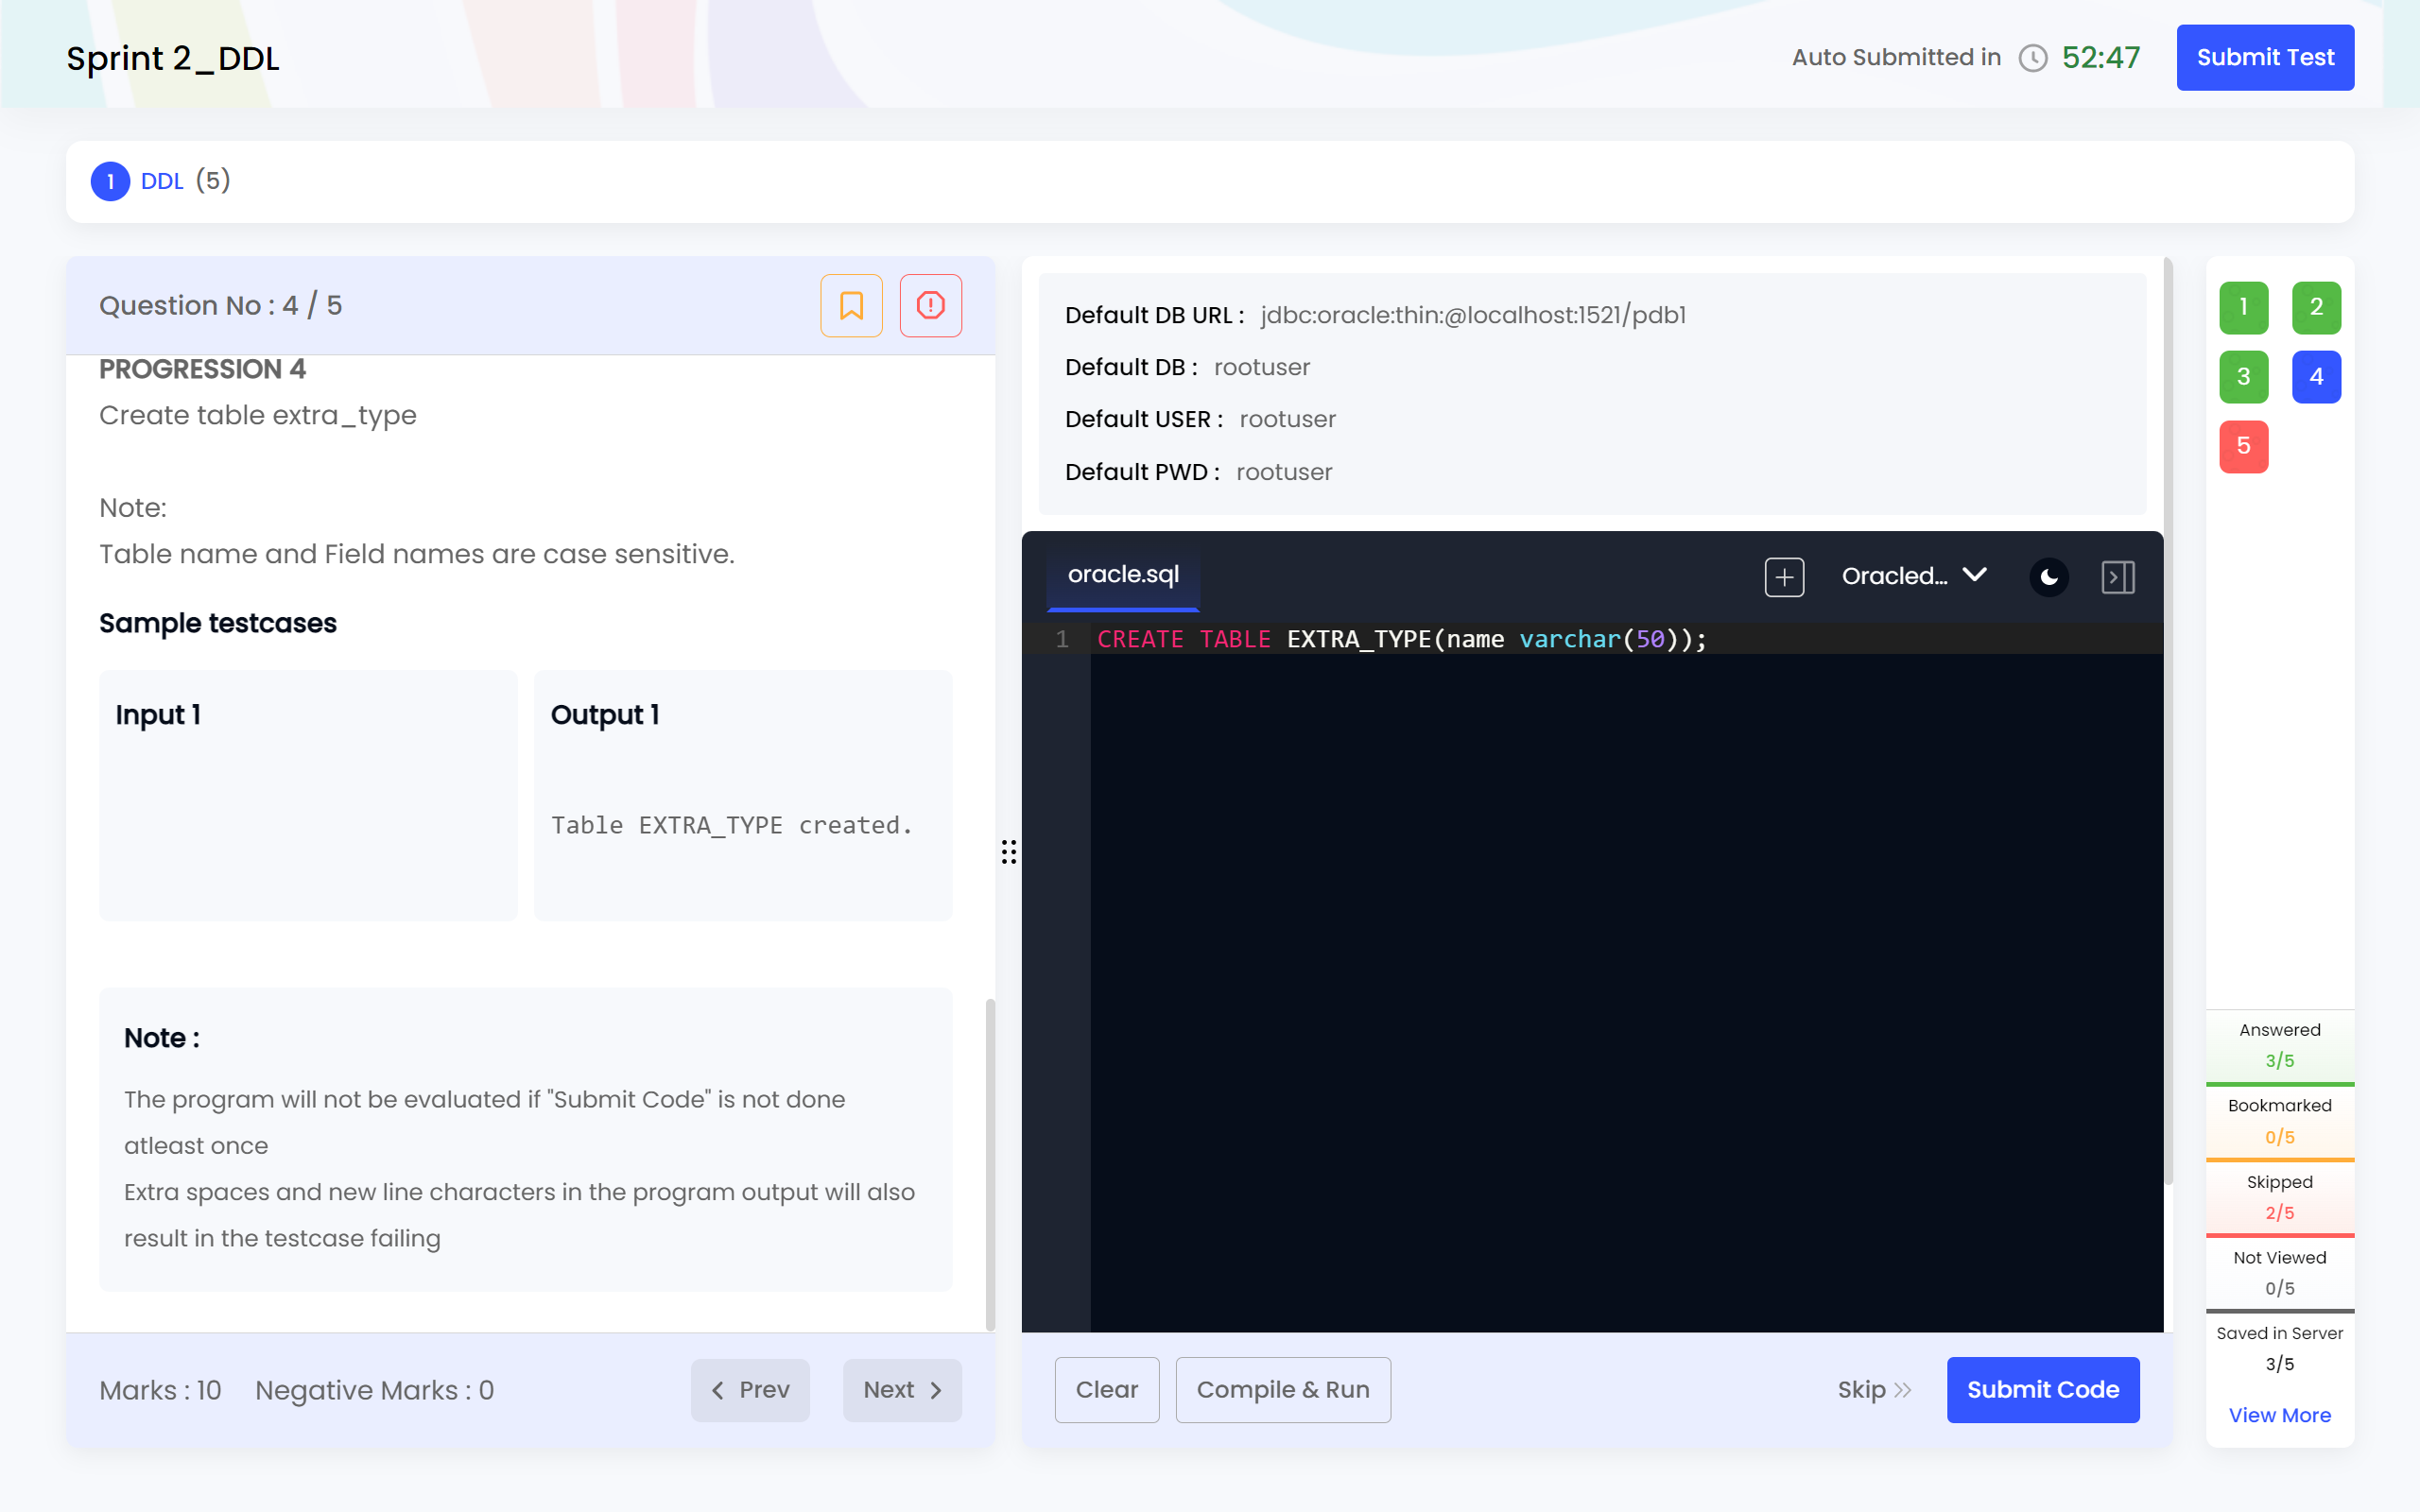 Sprint 2_DDL
Auto Submitted in 52:47
Submit Test
1 DDL (5)
Question No : 4 / 5
PROGRESSION 4
Create table extra_type
Note:
Table name and Field names are case sensitive.
Sample testcases
Input 1
Output 1
Table EXTRA_TYPE created.
Note :
The program will not be evaluated if "Submit Code" is not done
atleast once
Extra spaces and new line characters in the program output will also
result in the testcase failing
Marks : 10 Negative Marks : 0
Prev
Next
Default DB URL : jdbc:oracle:thin:@localhost:1521/pdb1
Default DB : rootuser
Default USER : rootuser
Default PWD : rootuser
oracle.sql
Oracled...
1 CREATE TABLE EXTRA_TYPE(name varchar(50));
Clear
Compile & Run
Skip
Submit Code
1 2
3 4
5
Answered
3/5
Bookmarked
0/5
Skipped
2/5
Not Viewed
0/5
Saved in Server
3/5
View More